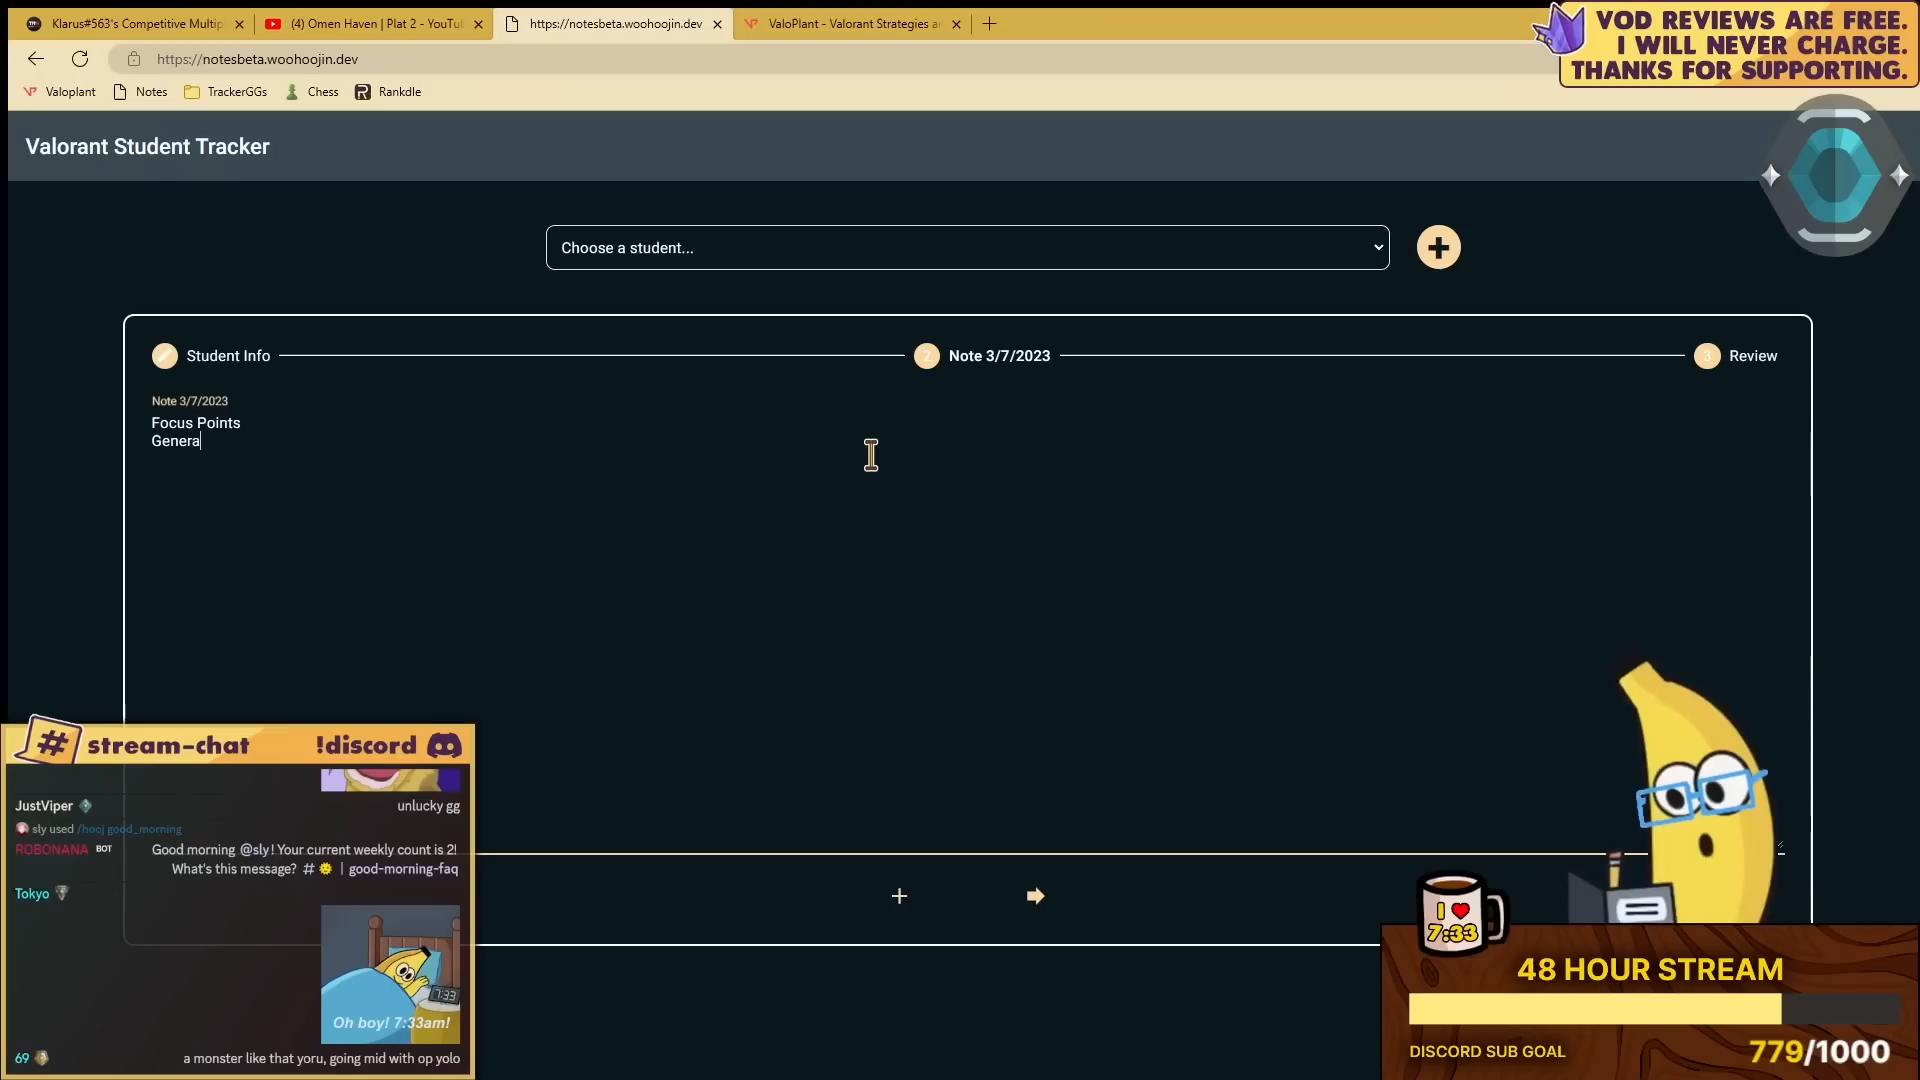 Klarus#563's Competitive Multip
(4) Omen Haven | Plat 2 - YouTu
https://notesbeta.woohoojin.dev
ValoPlant - Valorant Strategies a
https://notesbeta.woohoojin.dev
Valoplant
Notes
TrackerGGs
Chess
Rankdle
VOD REVIEWS ARE FREE.
I WILL NEVER CHARGE.
THANKS FOR SUPPORTING.
Valorant Student Tracker
Choose a student...
Student Info
2
Note 3/7/2023
3
Review
Note 3/7/2023
Focus Points
Genera
# stream-chat
!discord
JustViper
unlucky gg
sly used /hooj good_morning
ROBONANA BOT
Good morning @sly! Your current weekly count is 2!
What's this message? # | good-morning-faq
Tokyo
7:33
Oh boy! 7:33am!
69
a monster like that yoru, going mid with op yolo
I
7:33
48 HOUR STREAM
DISCORD SUB GOAL
779/1000